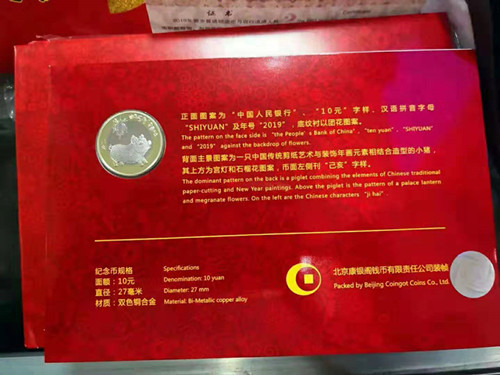 证书
正面图案为“中国人民银行”、“10元”字样，汉语拼音字母
“SHIYUAN”及年号“2019”，底纹衬以团花图案。
The pattern on the face side is “the People's Bank of China”, “ten yuan”, “SHIYUAN”
and “2019” against the backdrop of flowers.
背面主景图案为一只中国传统剪纸艺术与装饰年画元素相结合造型的小猪，
其上方为宫灯和石榴花图案，币面左侧刊“己亥”字样。
The dominant pattern on the back is a piglet combining the elements of Chinese traditional
paper-cutting and New Year paintings. Above the piglet is the pattern of a palace lantern
and megranate flowers. On the left are the Chinese characters “ji hai”.
纪念币规格 Specifications
面额：10元 Denomination: 10 yuan
直径：27毫米 Diameter: 27 mm
材质：双色铜合金 Material: Bi-Metallic copper alloy
北京康银阁钱币有限责任公司装帧
Packed by Beijing Coingot Coins Co., Ltd.